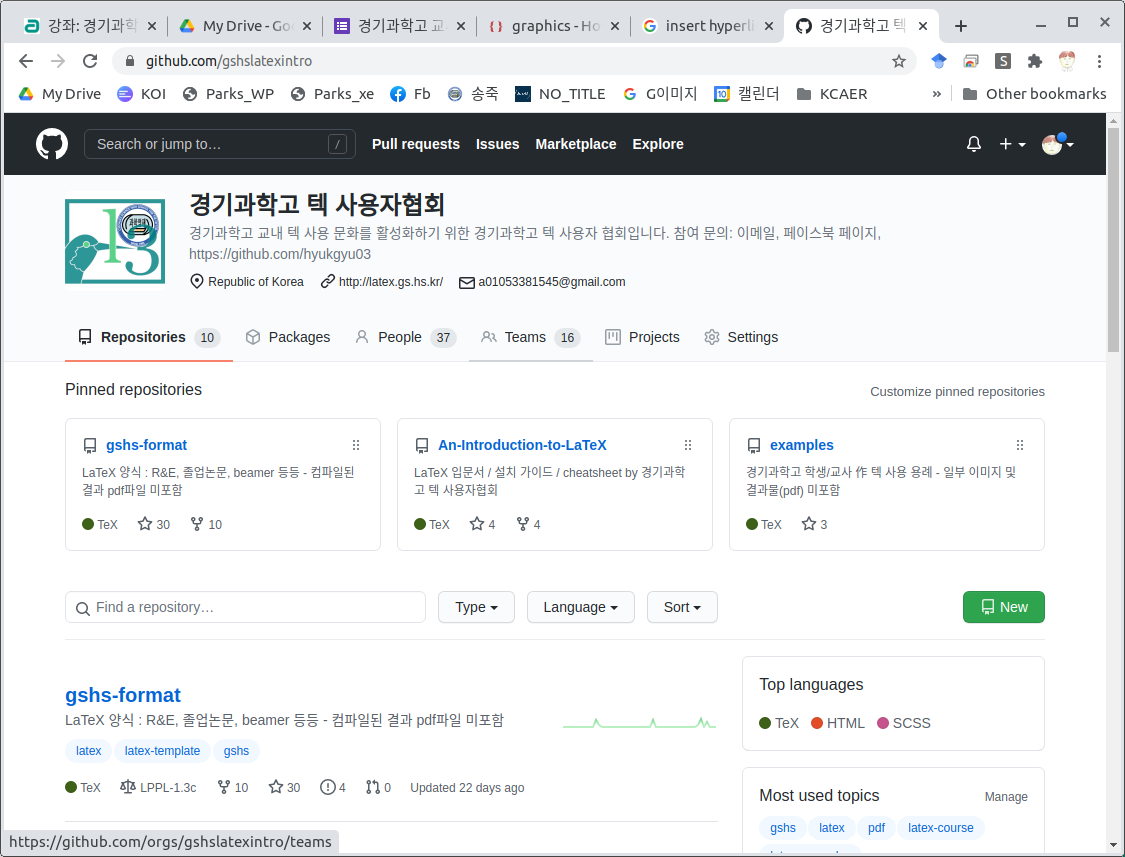 강좌: 경기과학
My Drive - Go
경기과학고 교
graphics - Ho
insert hyperli
경기과학고 텍
github.com/gshslatexintro
My Drive
KOI
Parks_WP
Parks_xe
Fb
송죽
NO_TITLE
G이미지
캘린더
KCAER
»
Other bookmarks
Search or jump to…
/
Pull requests
Issues
Marketplace
Explore
경기과학고 텍 사용자협회
경기과학고 교내 텍 사용 문화를 활성화하기 위한 경기과학고 텍 사용자 협회입니다. 참여 문의: 이메일, 페이스북 페이지,
https://github.com/hyukgyu03
Republic of Korea
http://latex.gs.hs.kr/
a01053381545@gmail.com
Repositories 10
Packages
People 37
Teams 16
Projects
Settings
Pinned repositories
Customize pinned repositories
gshs-format
LaTeX 양식 : R&E, 졸업논문, beamer 등등 - 컴파일된
결과 pdf파일 미포함
TeX 30 10
An-Introduction-to-LaTeX
LaTeX 입문서 / 설치 가이드 / cheatsheet by 경기과학
고 텍 사용자협회
TeX 4 4
examples
경기과학고 학생/교사 作 텍 사용 용례 - 일부 이미지 및
결과물(pdf) 미포함
TeX 3
Find a repository…
Type
Language
Sort
New
gshs-format
LaTeX 양식 : R&E, 졸업논문, beamer 등등 - 컴파일된 결과 pdf파일 미포함
latex latex-template gshs
TeX LPPL-1.3c 10 30 4 0 Updated 22 days ago
Top languages
TeX HTML SCSS
Most used topics
Manage
gshs latex pdf latex-course
https://github.com/orgs/gshslatexintro/teams